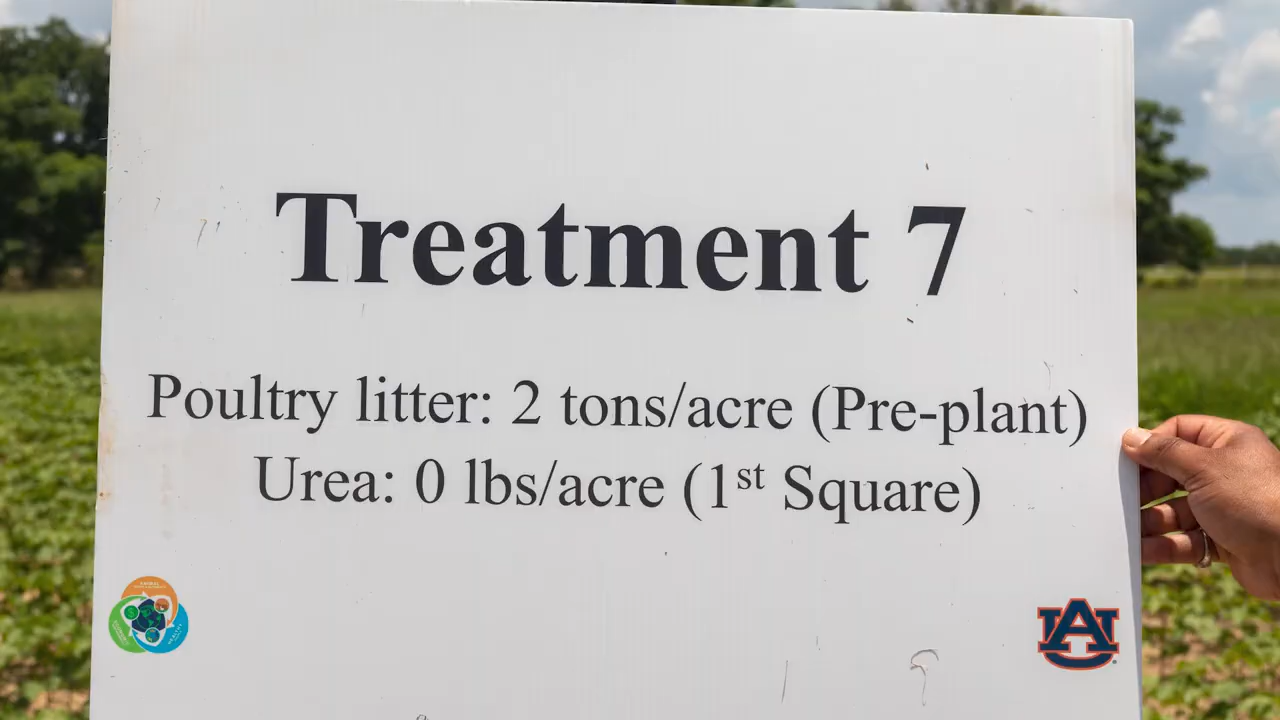 Treatment 7
Poultry litter: 2 tons/acre (Pre-plant)
Urea: 0 lbs/acre (1st Square)
AU